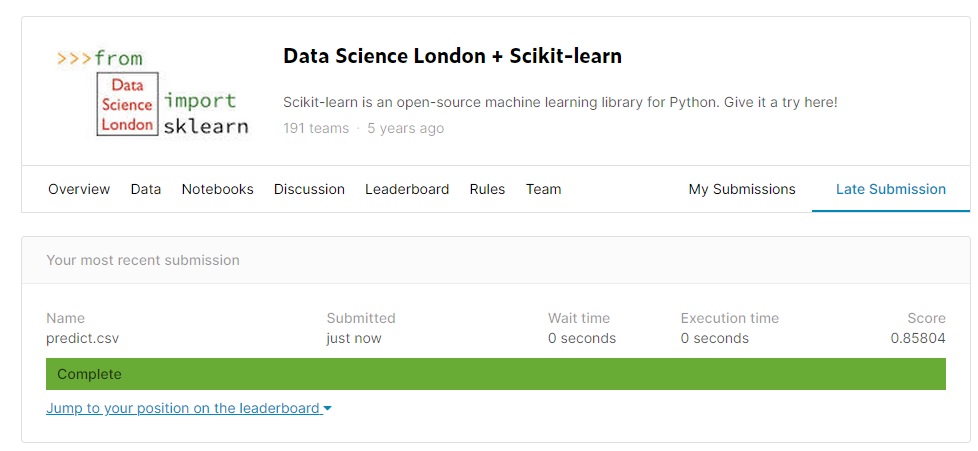 >>>from
Data
Science
London
import
sklearn
Data Science London + Scikit-learn
Scikit-learn is an open-source machine learning library for Python. Give it a try here!
191 teams · 5 years ago
Overview Data Notebooks Discussion Leaderboard Rules Team My Submissions Late Submission
Your most recent submission
Name Submitted Wait time Execution time Score
predict.csv just now 0 seconds 0 seconds 0.85804
Complete
Jump to your position on the leaderboard